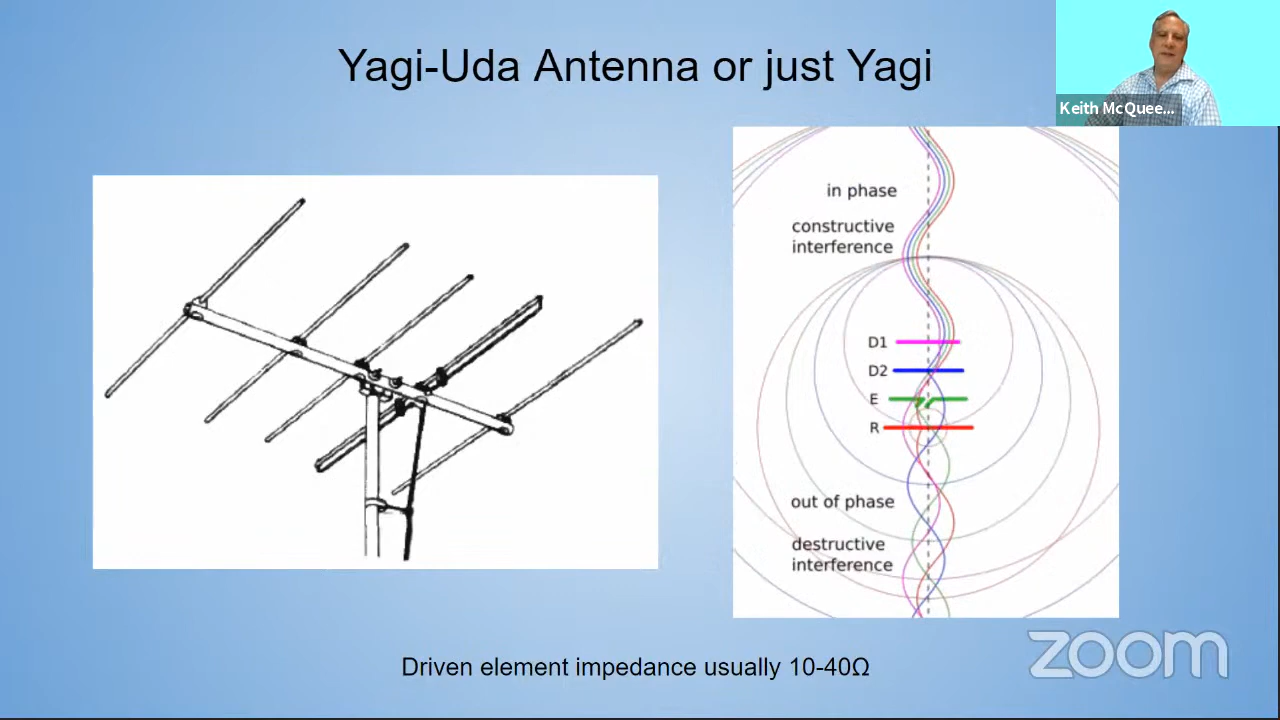 Yagi-Uda Antenna or just Yagi
Keith McQuee...
in phase
constructive
interference
D1
D2
E
R
out of phase
destructive
interference
Driven element impedance usually 10-40Ω
zoom